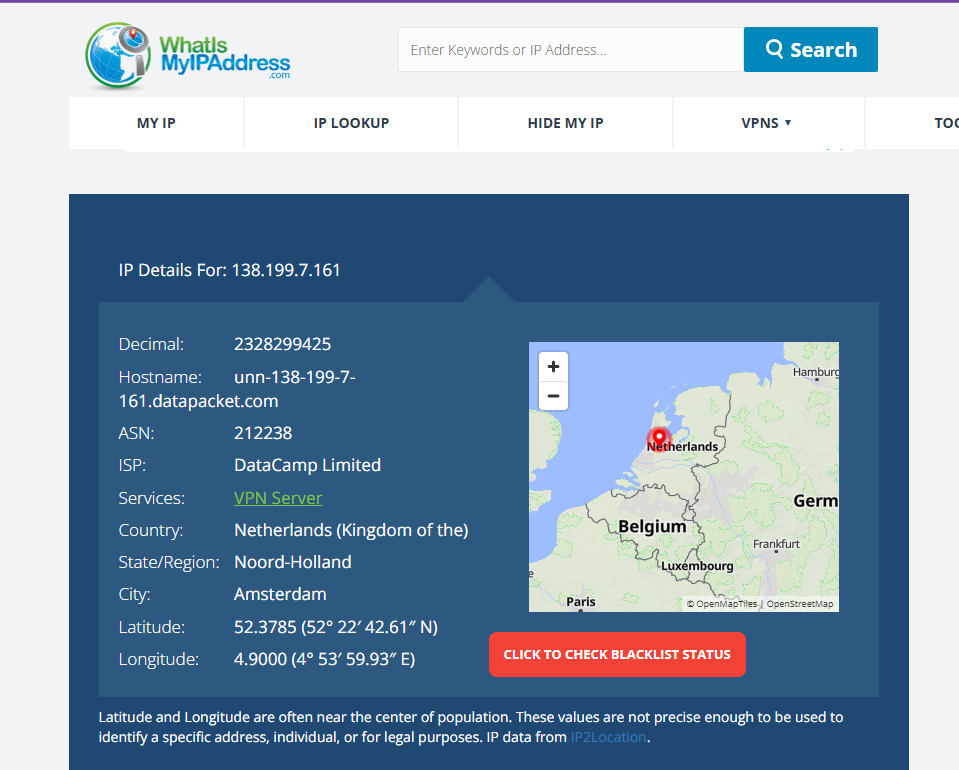 WhatIs
MyIPAddress
.com
Enter Keywords or IP Address...
Search
MY IP
IP LOOKUP
HIDE MY IP
VPNS ▼
TOO
IP Details For: 138.199.7.161
Decimal: 2328299425
Hostname: unn-138-199-7-
161.datapacket.com
ASN: 212238
ISP: DataCamp Limited
Services: VPN Server
Country: Netherlands (Kingdom of the)
State/Region: Noord-Holland
City: Amsterdam
Latitude: 52.3785 (52° 22′ 42.61″ N)
Longitude: 4.9000 (4° 53′ 59.93″ E)
+
−
Hamburg
Netherlands
Germ
Belgium
Frankfurt
Luxembourg
e
Paris
© OpenMapTiles | OpenStreetMap
CLICK TO CHECK BLACKLIST STATUS
Latitude and Longitude are often near the center of population. These values are not precise enough to be used to
identify a specific address, individual, or for legal purposes. IP data from IP2Location.